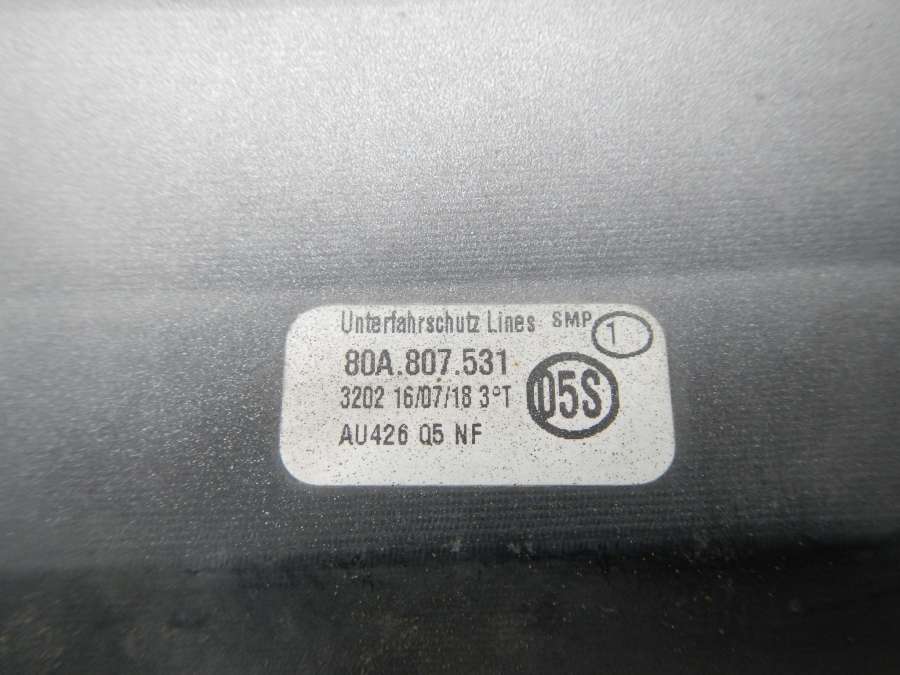 Unterfahrschutz Lines SMP 1
80A.807.531
3202 16/07/18 3°T 05S
AU426 Q5 NF